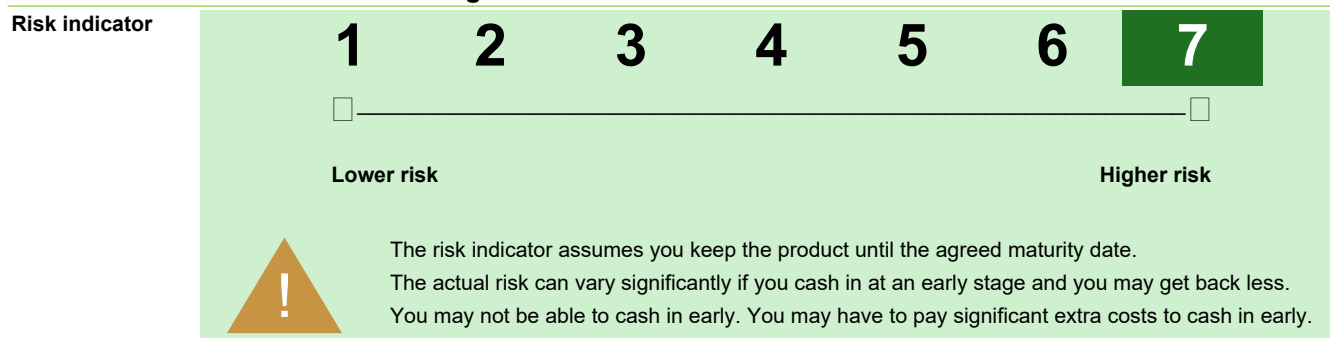 Risk indicator
1 2 3 4 5 6 7
Lower risk Higher risk
The risk indicator assumes you keep the product until the agreed maturity date.
! The actual risk can vary significantly if you cash in at an early stage and you may get back less.
You may not be able to cash in early. You may have to pay significant extra costs to cash in early.